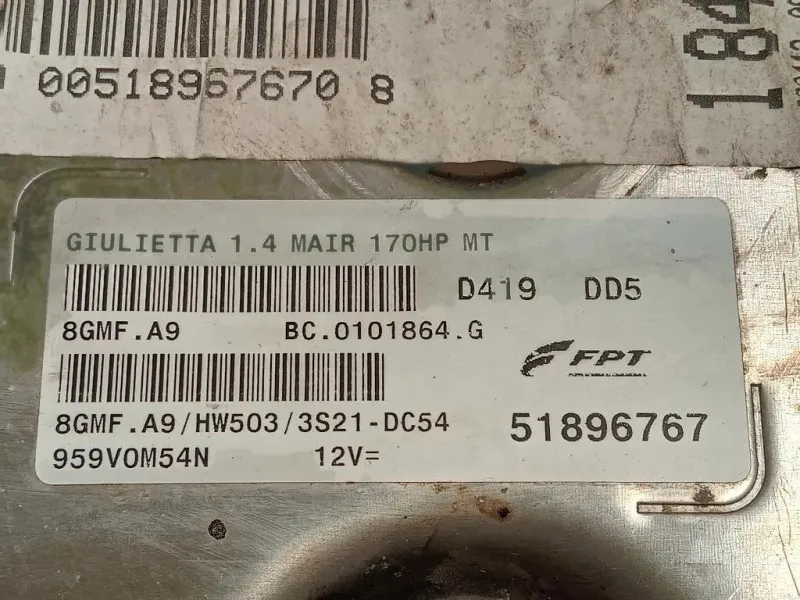 00518967670 8
184
GIULIETTA 1.4 MAIR 170HP MT
D419 DD5
8GMF.A9 BC.0101864.G
FPT
8GMF.A9/HW503/3S21-DC54
51896767
959V0M54N 12V=